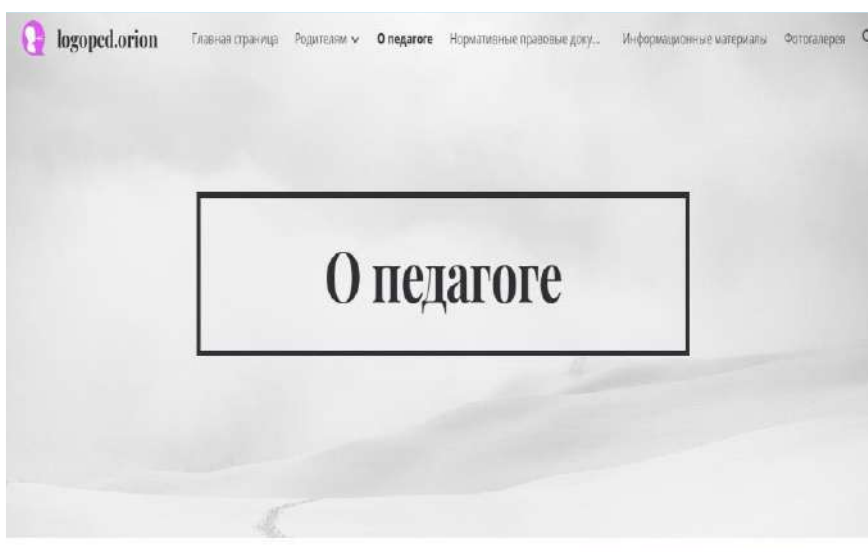 logoped.orion Главная страница Родителям О педагоге Нормативные правовые доку... Информационные материалы Фотогалерея
О педагоге